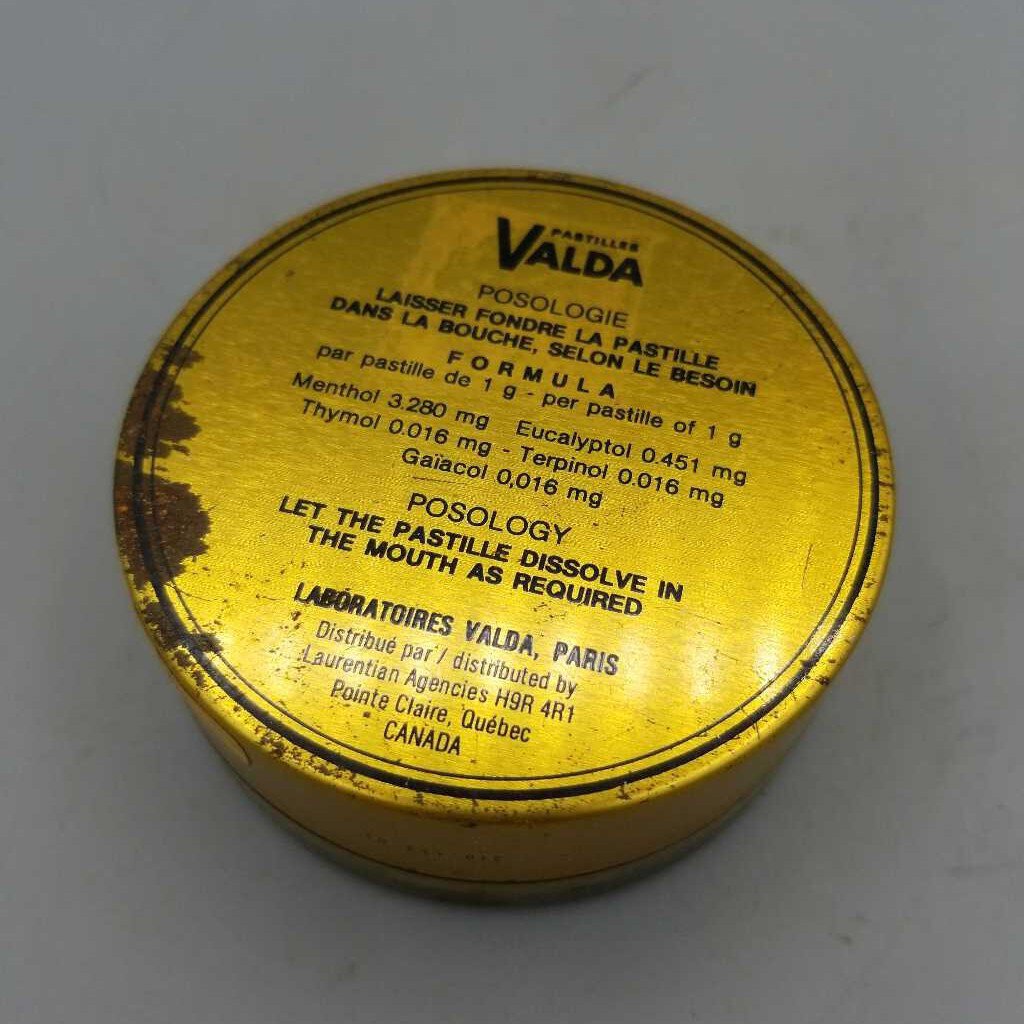 PASTILLES
VALDA
POSOLOGIE
LAISSER FONDRE LA PASTILLE
DANS LA BOUCHE, SELON LE BESOIN
FORMULA
par pastille de 1 g - per pastille of 1 g
Menthol 3.280 mg Eucalyptol 0.451 mg
Thymol 0.016 mg - Terpinol 0.016 mg
Gaïacol 0,016 mg
POSOLOGY
LET THE PASTILLE DISSOLVE IN
THE MOUTH AS REQUIRED
LABORATOIRES VALDA, PARIS
Distribué par / distributed by
Laurentian Agencies H9R 4R1
Pointe Claire, Québec
CANADA